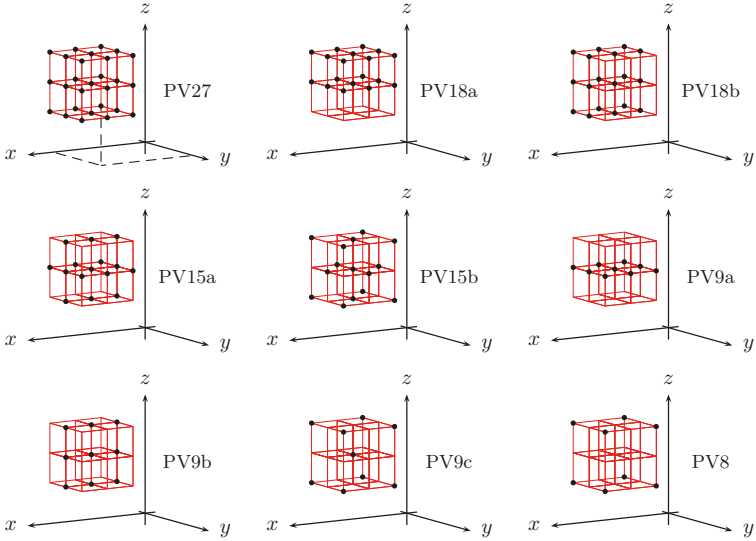 z z z
PV27 PV18a PV18b
x y x y x y
z z z
PV15a PV15b PV9a
x y x y x y
z z z
PV9b PV9c PV8
x y x y x y